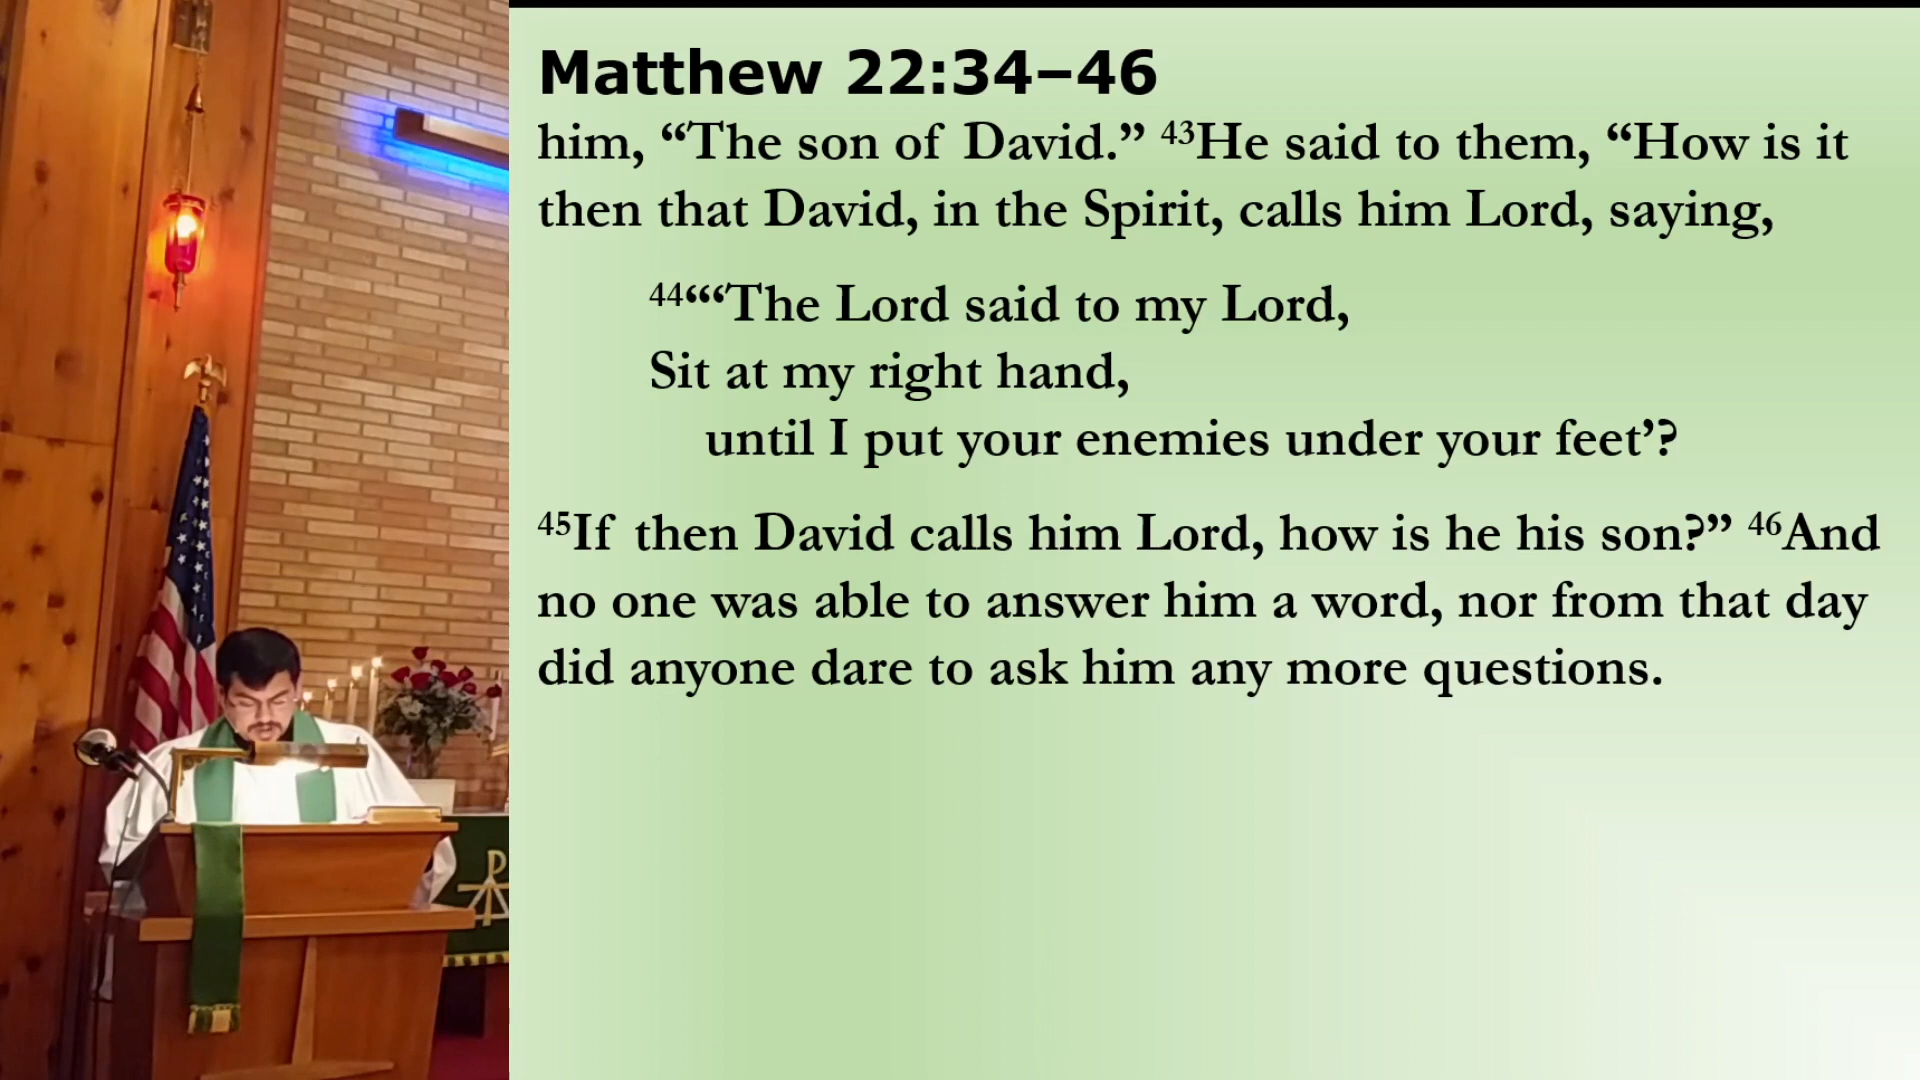 Matthew 22:34–46
him, “The son of David.” 43He said to them, “How is it
then that David, in the Spirit, calls him Lord, saying,
44“‘The Lord said to my Lord,
Sit at my right hand,
until I put your enemies under your feet’?
45If then David calls him Lord, how is he his son?” 46And
no one was able to answer him a word, nor from that day
did anyone dare to ask him any more questions.